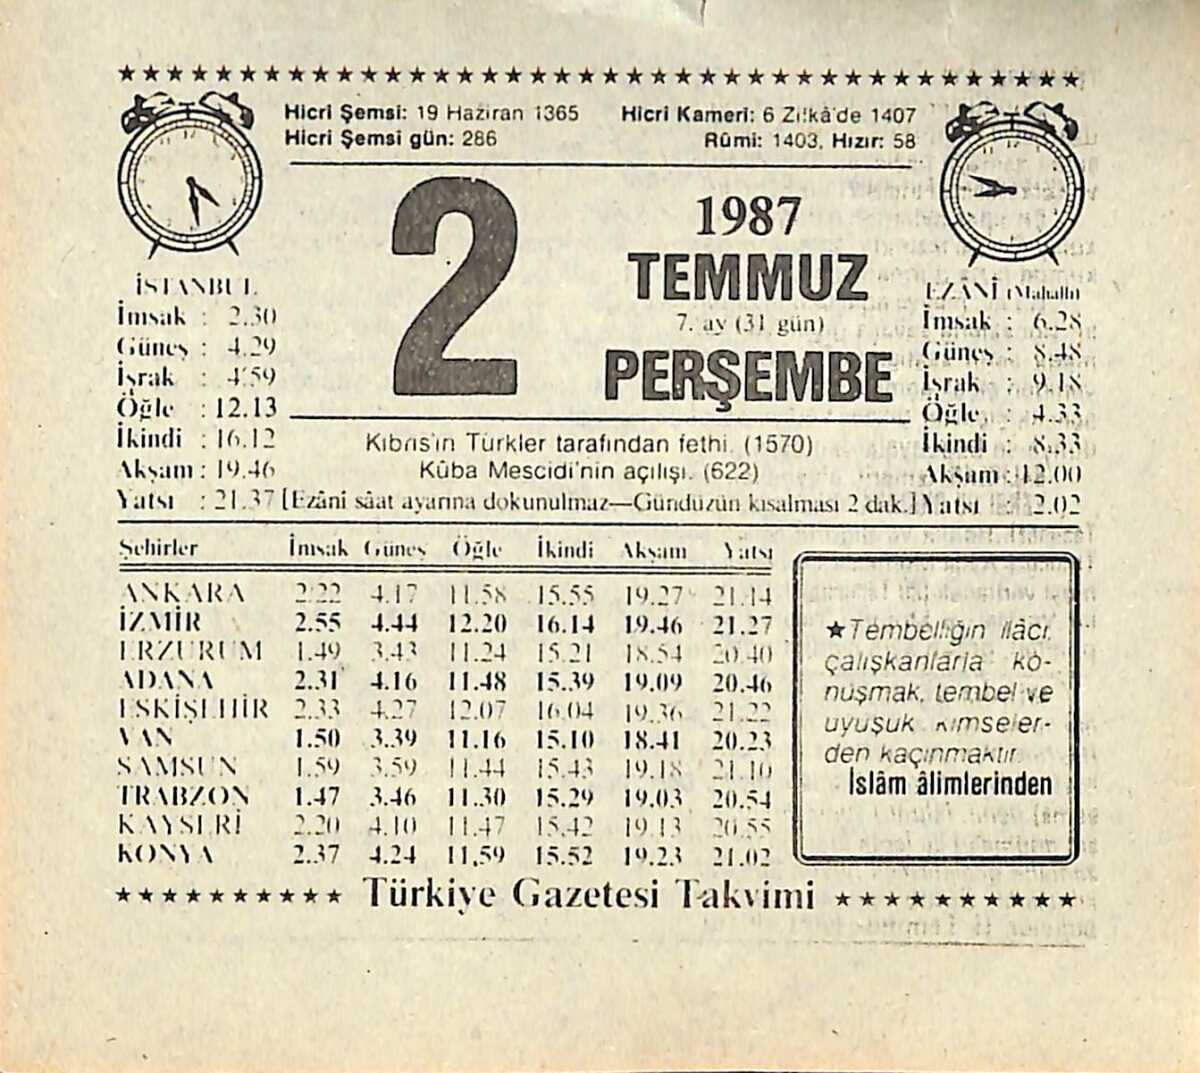 Hicri Şemsi: 19 Haziran 1365 Hicri Kameri: 6 Zilkâ'de 1407
Hicri Şemsi gün: 286 Rûmi: 1403, Hızır: 58
2
1987
TEMMUZ
7. ay (31 gün)
PERŞEMBE
İSTANBUL
İmsak : 2.30
Güneş : 4.29
İşrak : 4.59
Öğle : 12.13
İkindi : 16.12
Akşam : 19.46
Yatsı : 21.37
EZÂNİ (Mahalli)
İmsak : 6.28
Güneş : 8.48
İşrak : 9.18
Öğle : 4.33
İkindi : 8.33
Akşam : 12.00
Yatsı : 2.02
Kıbrıs'ın Türkler tarafından fethi. (1570)
Kûba Mescidi'nin açılışı. (622)
[Ezânî sâat ayarına dokunulmaz—Gündüzün kısalması 2 dak.]
Şehirler İmsak Güneş Öğle İkindi Akşam Yatsı
ANKARA 2.22 4.17 11.58 15.55 19.27 21.14
İZMİR 2.55 4.44 12.20 16.14 19.46 21.27
ERZURUM 1.49 3.43 11.24 15.21 18.54 20.40
ADANA 2.31 4.16 11.48 15.39 19.09 20.46
ESKİŞEHİR 2.33 4.27 12.07 16.04 19.36 21.22
VAN 1.50 3.39 11.16 15.10 18.41 20.23
SAMSUN 1.59 3.59 11.44 15.43 19.18 21.10
TRABZON 1.47 3.46 11.30 15.29 19.03 20.54
KAYSERİ 2.20 4.10 11.47 15.42 19.13 20.55
KONYA 2.37 4.24 11.59 15.52 19.23 21.02
★Tembelliğin ilâcı,
çalışkanlarla ko-
nuşmak, tembel ve
uyuşuk kimseler-
den kaçınmaktır.
İslâm âlimlerinden
Türkiye Gazetesi Takvimi